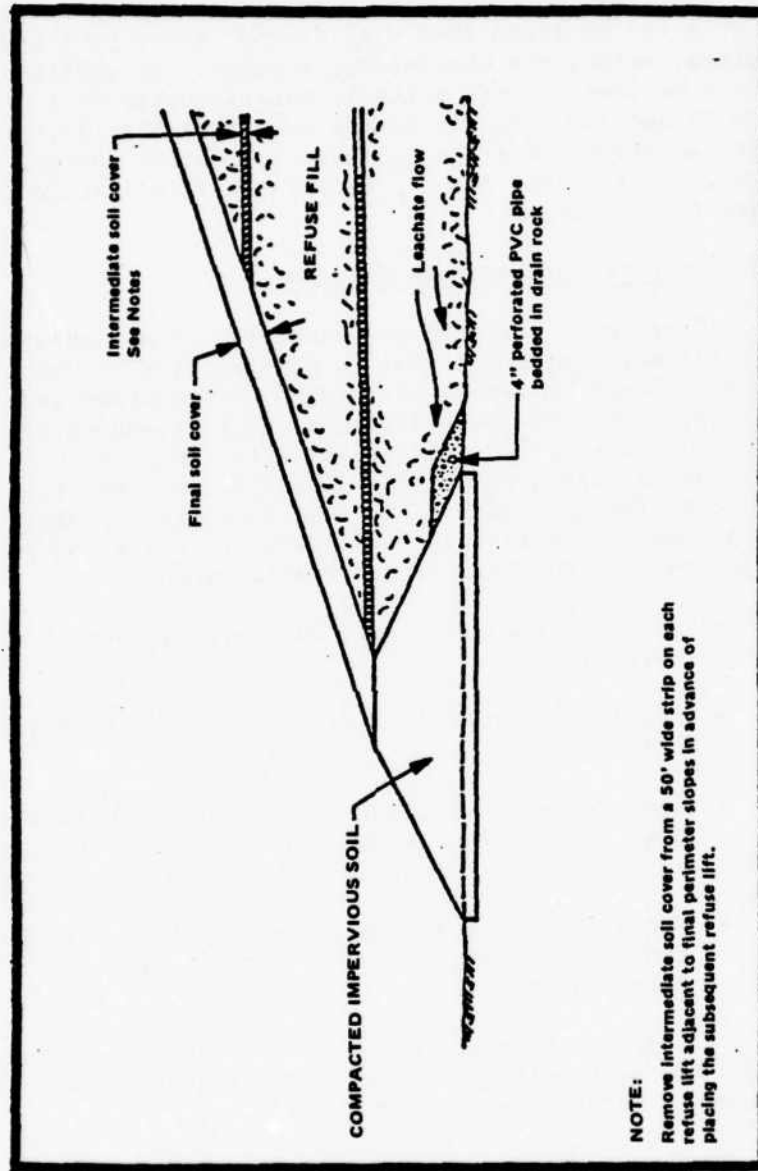 Intermediate soil cover
See Notes
Final soil cover
REFUSE FILL
Leachate flow
4" perforated PVC pipe
bedded in drain rock
COMPACTED IMPERVIOUS SOIL
NOTE:
Remove intermediate soil cover from a 50' wide strip on each
refuse lift adjacent to final perimeter slopes in advance of
placing the subsequent refuse lift.